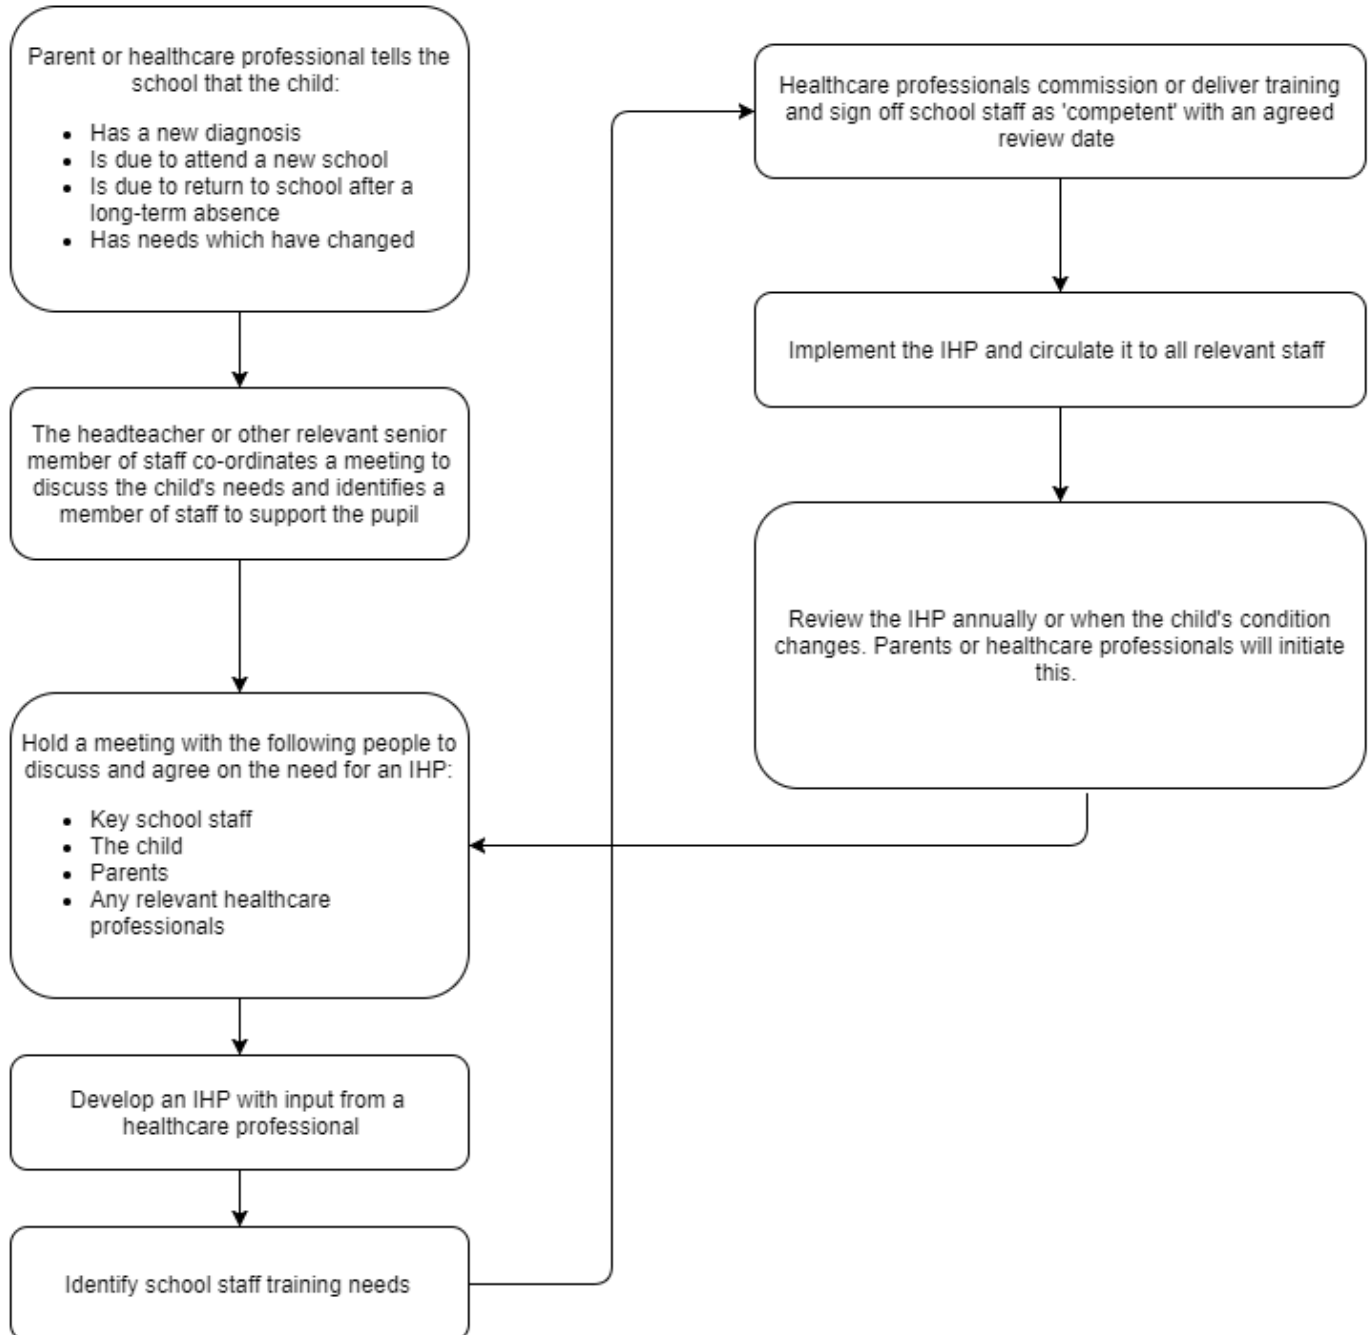 Parent or healthcare professional tells the
school that the child:
• Has a new diagnosis
• Is due to attend a new school
• Is due to return to school after a
long-term absence
• Has needs which have changed
The headteacher or other relevant senior
member of staff co-ordinates a meeting to
discuss the child's needs and identifies a
member of staff to support the pupil
Hold a meeting with the following people to
discuss and agree on the need for an IHP:
• Key school staff
• The child
• Parents
• Any relevant healthcare
professionals
Develop an IHP with input from a
healthcare professional
Identify school staff training needs
Healthcare professionals commission or deliver training
and sign off school staff as 'competent' with an agreed
review date
Implement the IHP and circulate it to all relevant staff
Review the IHP annually or when the child's condition
changes. Parents or healthcare professionals will initiate
this.